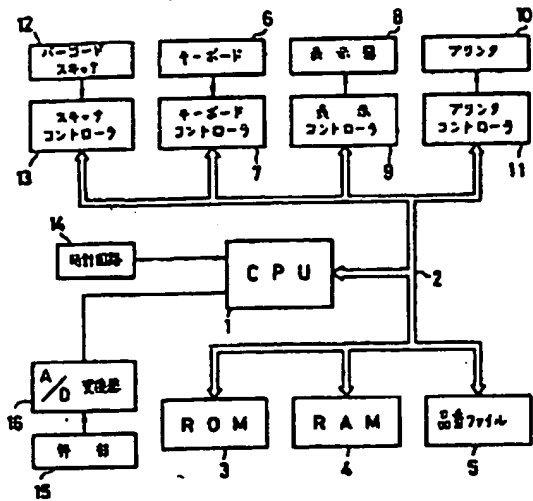 12
6
8
10
バーコード
スキャナ
キーボード
表示器
プリンタ
スキャナ
コントローラ
キーボード
コントローラ
表示
コントローラ
プリンタ
コントローラ
13
7
9
11
14
時計回路
CPU
1
2
A/D 変換器
16
15
ROM
RAM
品番ファイル
3
4
5